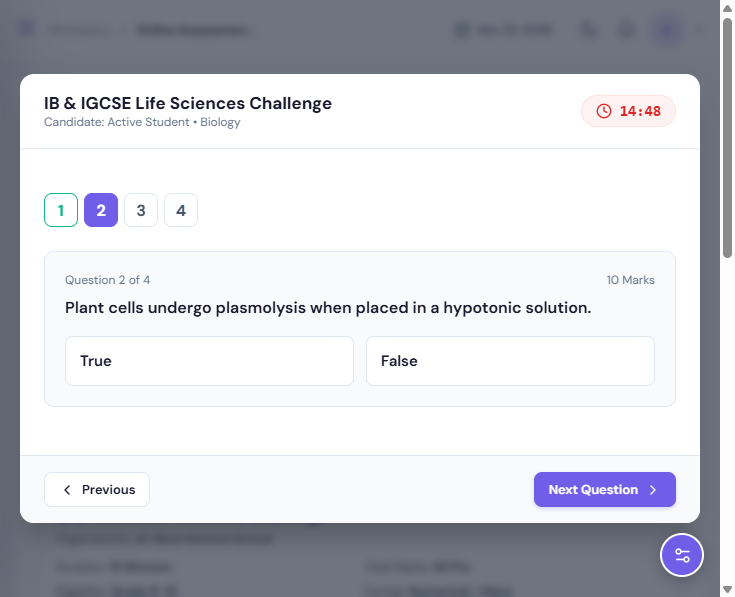 IB & IGCSE Life Sciences Challenge
Candidate: Active Student • Biology
14:48
1 2 3 4
Question 2 of 4
10 Marks
Plant cells undergo plasmolysis when placed in a hypotonic solution.
True
False
Previous
Next Question